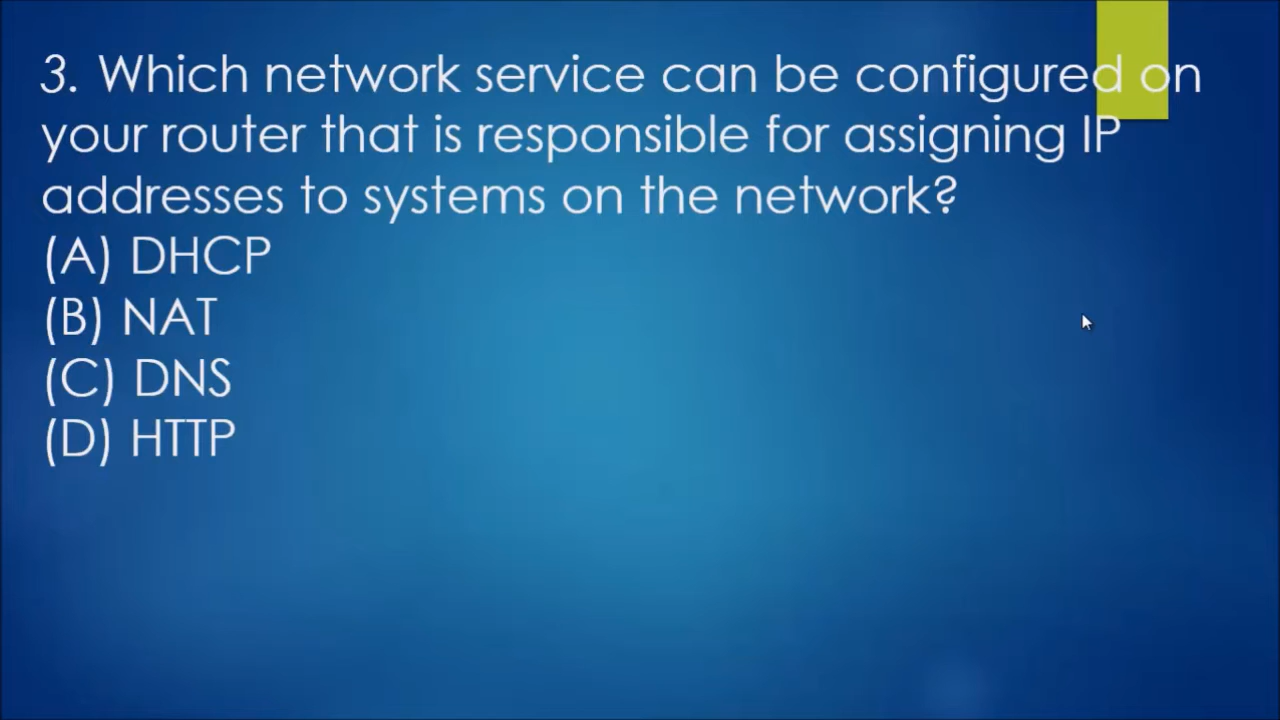 3. Which network service can be configured on
your router that is responsible for assigning IP
addresses to systems on the network?
(A) DHCP
(B) NAT
(C) DNS
(D) HTTP